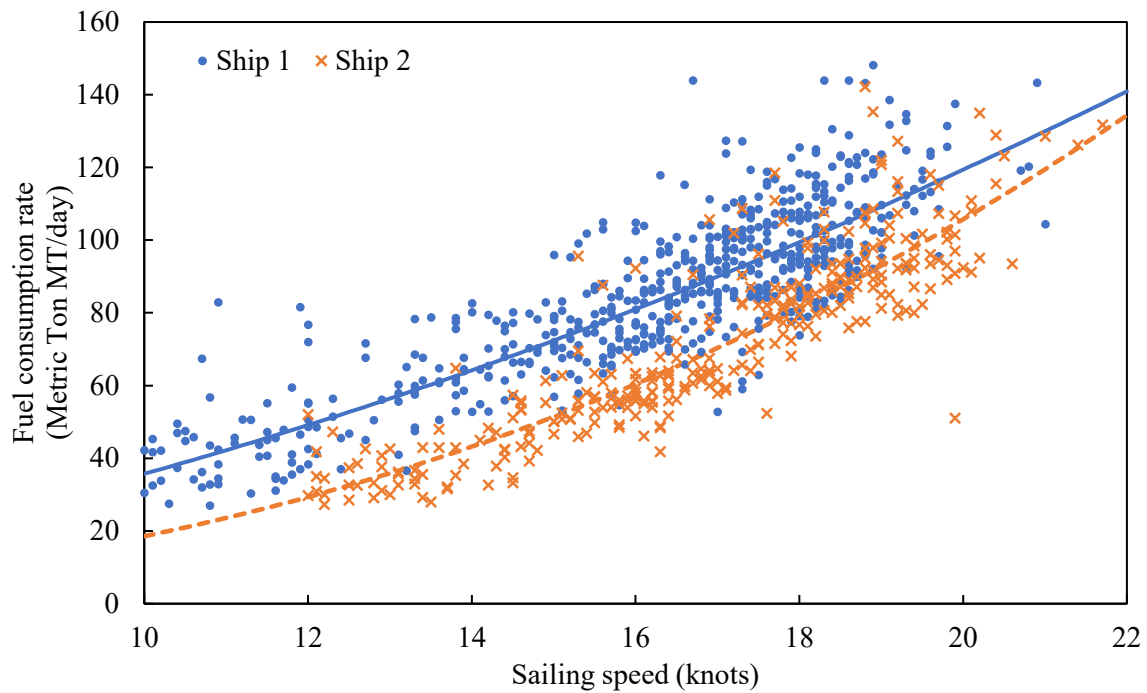 160
140
120
100
80
60
40
20
0
Ship 1
Ship 2
Fuel consumption rate
(Metric Ton MT/day)
10 12 14 16 18 20 22
Sailing speed (knots)